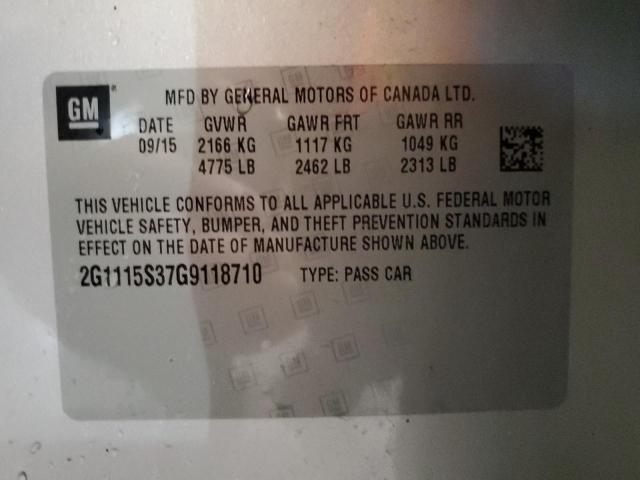 GM
MFD BY GENERAL MOTORS OF CANADA LTD.
DATE GVWR GAWR FRT GAWR RR
09/15 2166 KG 1117 KG 1049 KG
4775 LB 2462 LB 2313 LB
THIS VEHICLE CONFORMS TO ALL APPLICABLE U.S. FEDERAL MOTOR
VEHICLE SAFETY, BUMPER, AND THEFT PREVENTION STANDARDS IN
EFFECT ON THE DATE OF MANUFACTURE SHOWN ABOVE.
2G1115S37G9118710 TYPE: PASS CAR